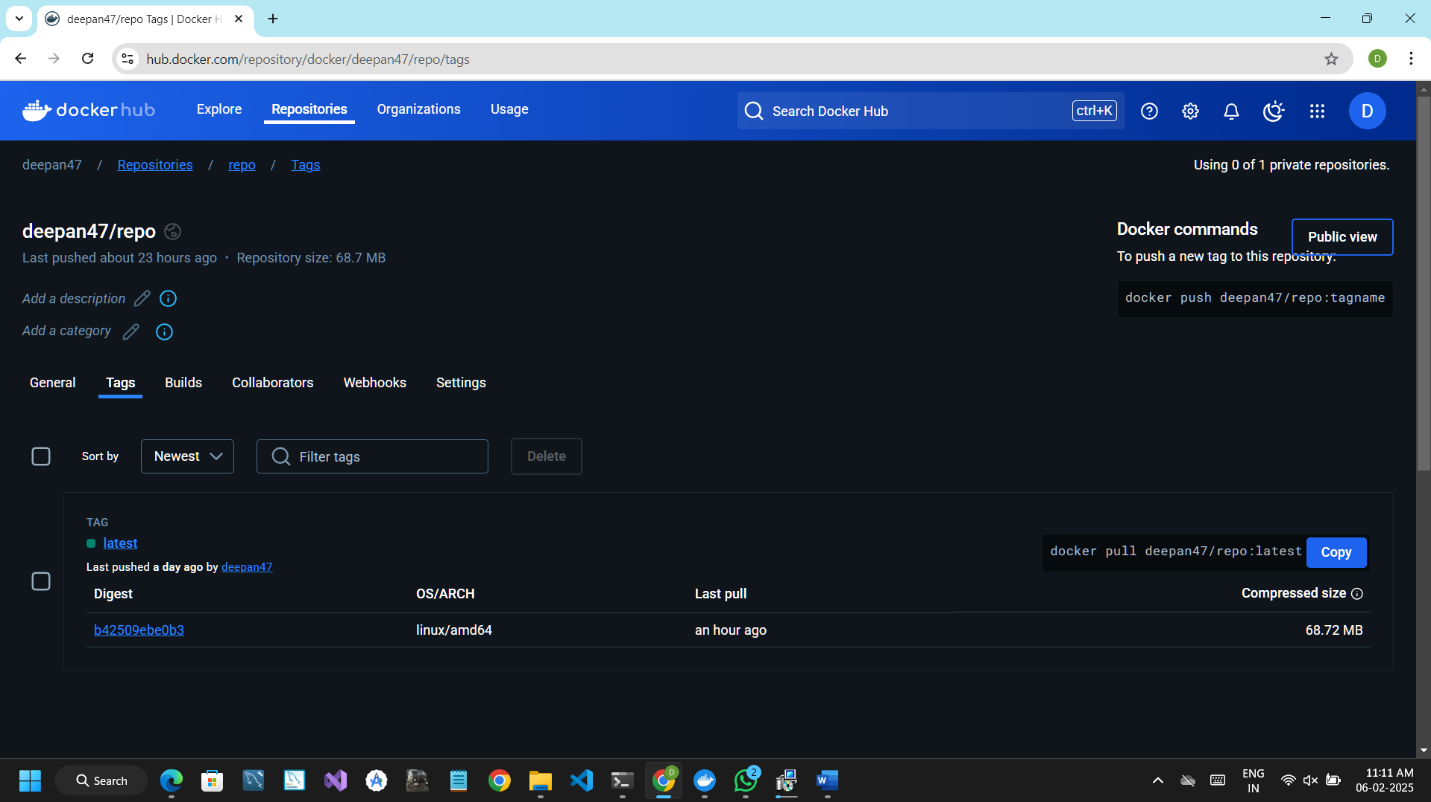 deepan47/repo Tags | Docker H
hub.docker.com/repository/docker/deepan47/repo/tags
D
docker hub
Explore
Repositories
Organizations
Usage
Search Docker Hub
ctrl+K
D
deepan47 / Repositories / repo / Tags
Using 0 of 1 private repositories.
deepan47/repo
Last pushed about 23 hours ago • Repository size: 68.7 MB
Add a description
Add a category
Docker commands
Public view
To push a new tag to this repository:
docker push deepan47/repo:tagname
General
Tags
Builds
Collaborators
Webhooks
Settings
Sort by
Newest
Filter tags
Delete
TAG
latest
Last pushed a day ago by deepan47
docker pull deepan47/repo:latest
Copy
Digest OS/ARCH Last pull Compressed size
b42509ebe0b3 linux/amd64 an hour ago 68.72 MB
Search
D
2
ENG
IN
11:11 AM
06-02-2025